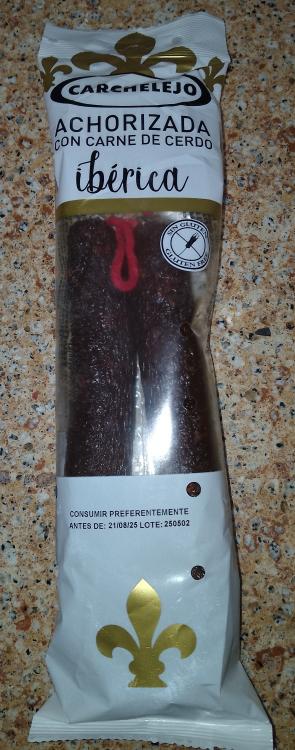 CARCHELEJO
ACHORIZADA
CON CARNE DE CERDO
ibérica
SIN GLUTEN
GLUTEN FREE
CONSUMIR PREFERENTEMENTE
ANTES DE: 21/08/25 LOTE: 250502